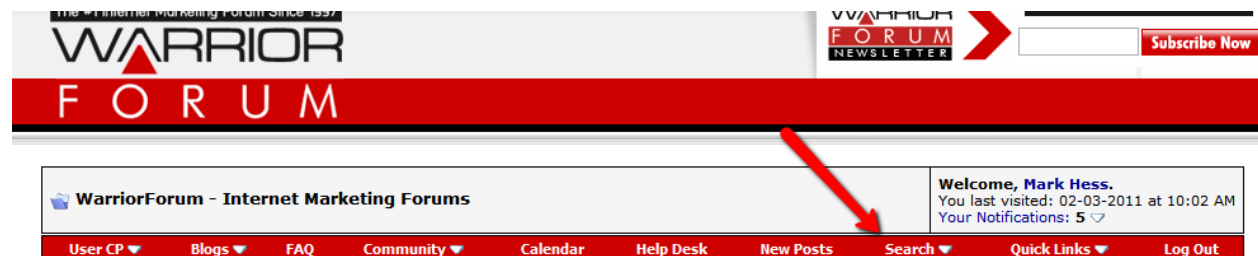 The #1 Internet Marketing Forum Since 1997
WARRIOR
FORUM
WARRIOR
FORUM
NEWSLETTER
Subscribe Now
WarriorForum - Internet Marketing Forums
Welcome, Mark Hess.
You last visited: 02-03-2011 at 10:02 AM
Your Notifications: 5
User CP Blogs FAQ Community Calendar Help Desk New Posts Search Quick Links Log Out